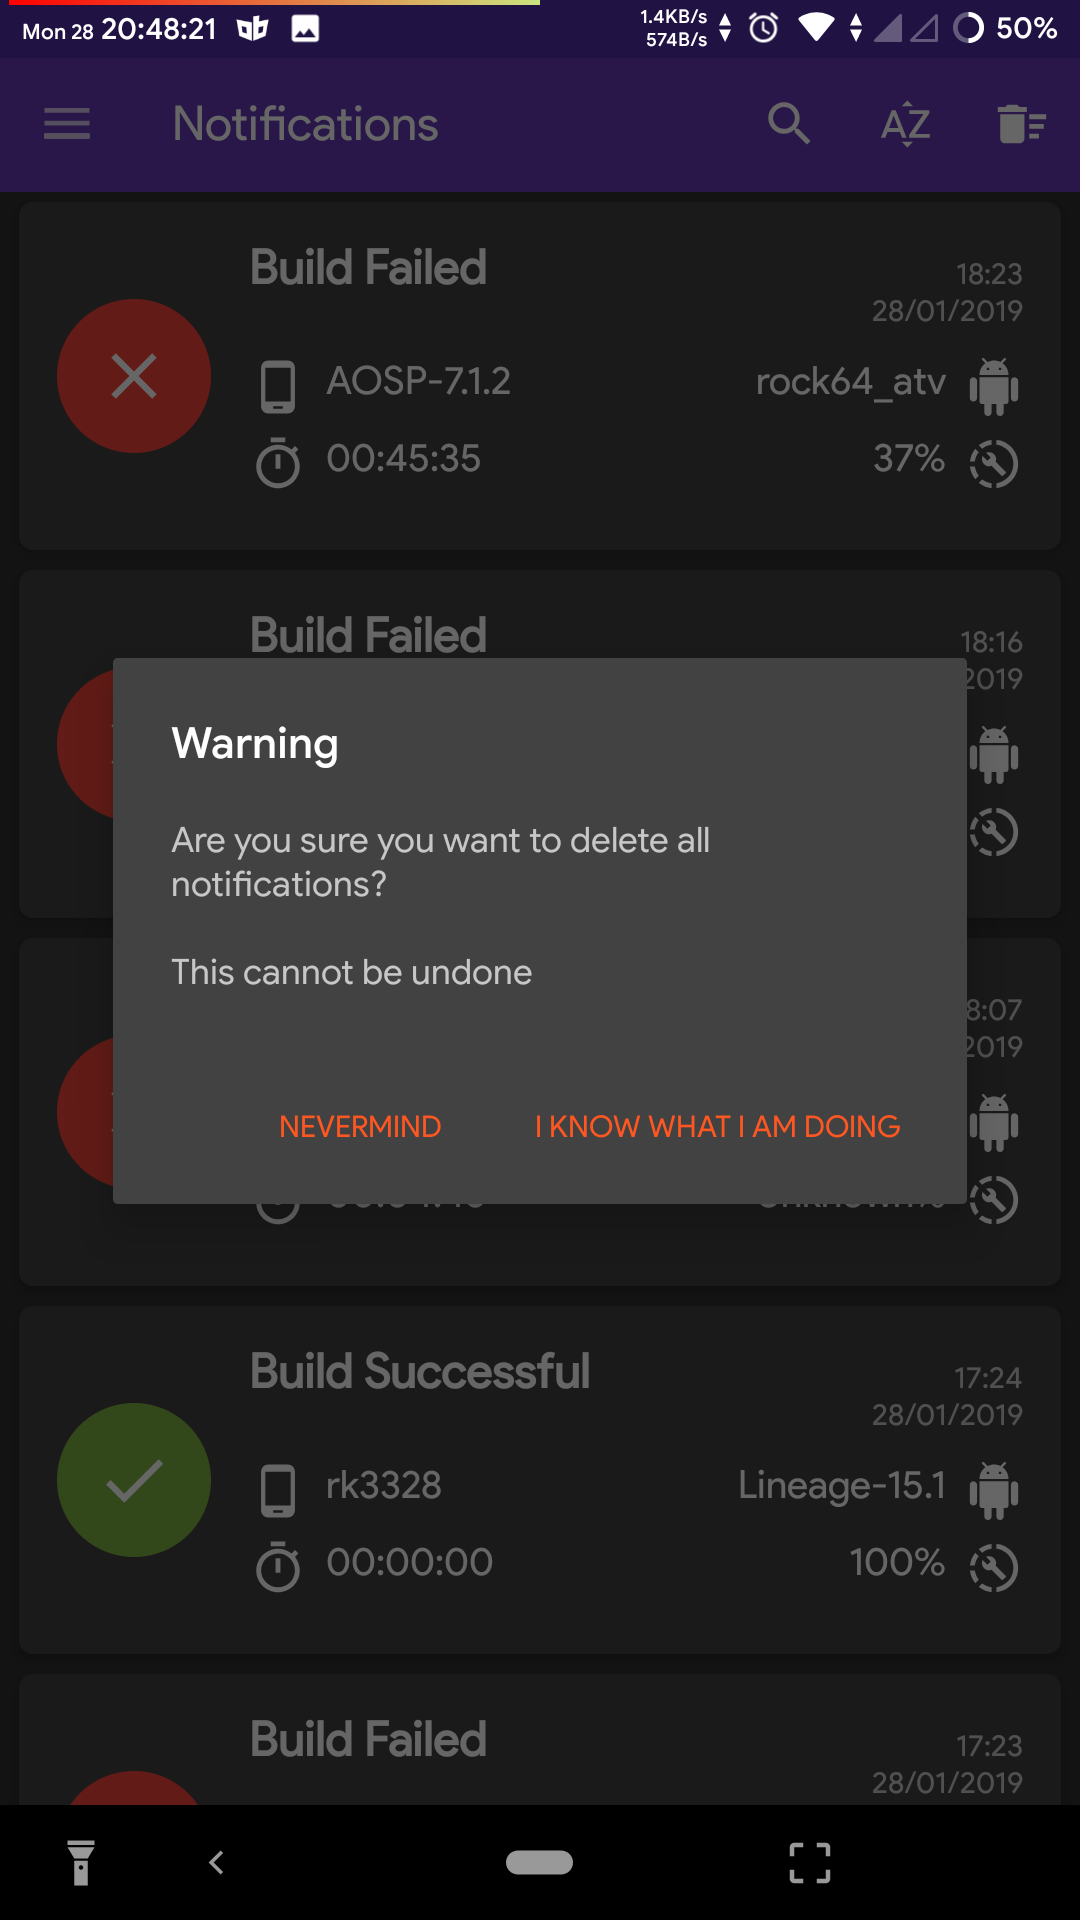 Mon 28 20:48:21
1.4KB/s
574B/s
50%
Notifications
AZ
Build Failed
18:23
28/01/2019
AOSP-7.1.2
rock64_atv
00:45:35
37%
Build Failed
18:16
2019
Warning
Are you sure you want to delete all
notifications?
This cannot be undone
NEVERMIND
I KNOW WHAT I AM DOING
8:07
2019
Build Successful
17:24
28/01/2019
rk3328
Lineage-15.1
00:00:00
100%
Build Failed
17:23
28/01/2019